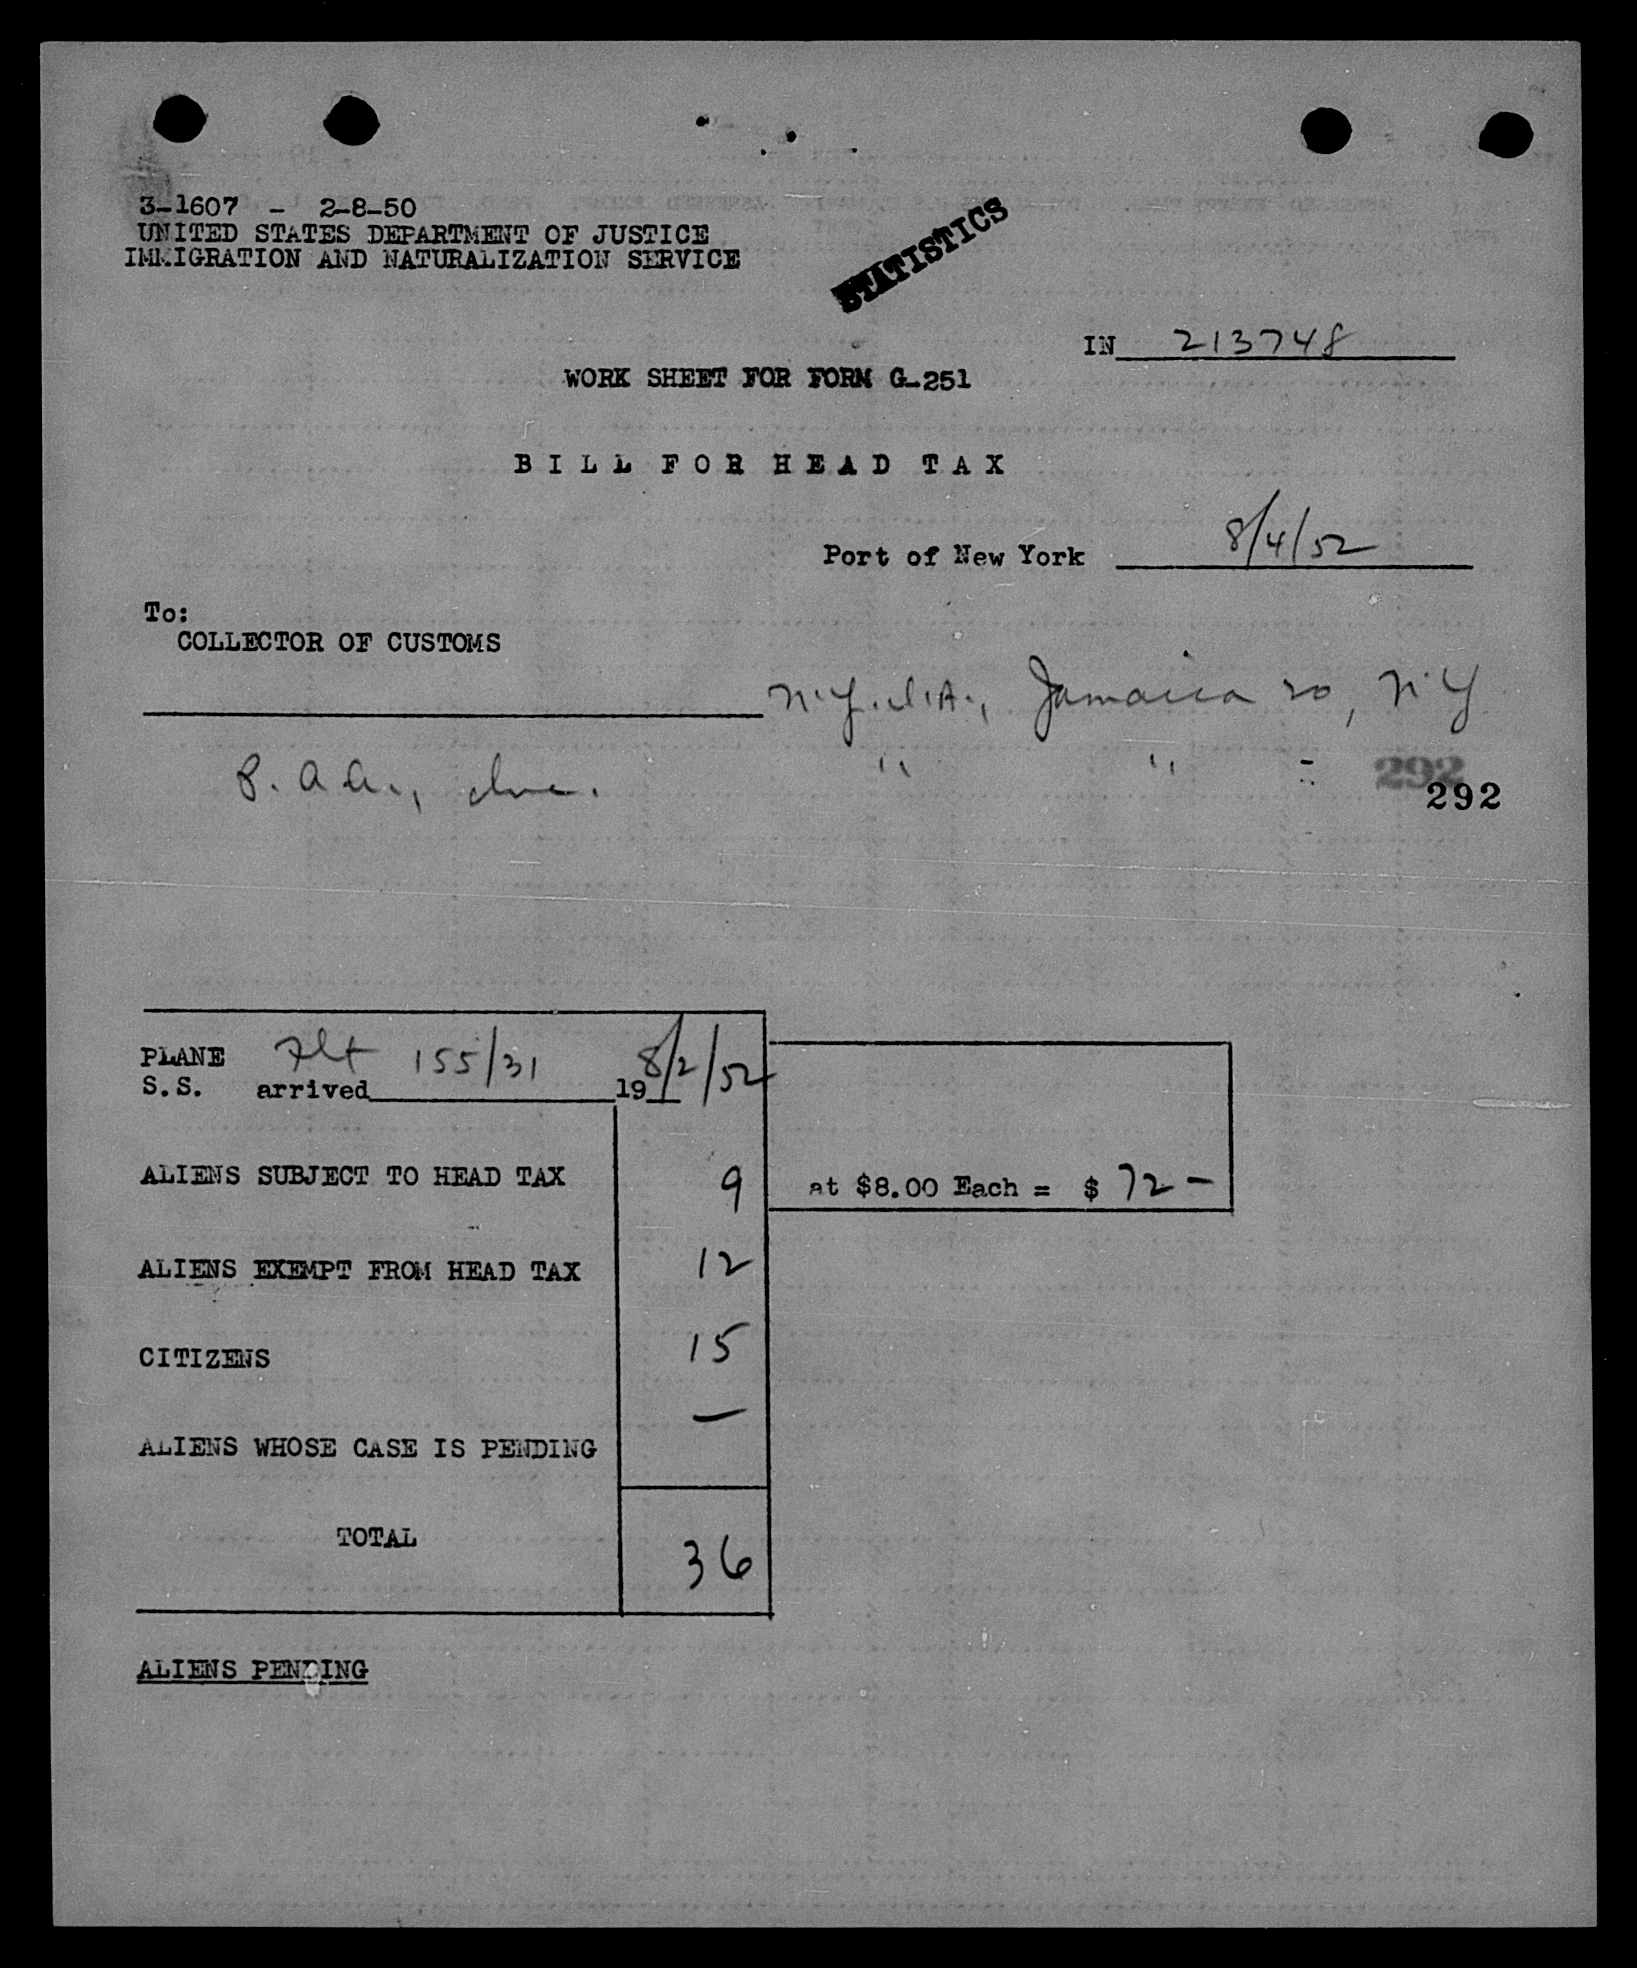 3-1607 - 2-8-50
UNITED STATES DEPARTMENT OF JUSTICE
IMMIGRATION AND NATURALIZATION SERVICE
STATISTICS
IN 213748
WORK SHEET FOR FORM G-251
BILL FOR HEAD TAX
Port of New York 8/4/52
To:
COLLECTOR OF CUSTOMS
N.Y.I.A., Jamaica 20, N.Y
P.A.A., Inc. " " "
292
292
PLANE Flt 155/31 8/2/52
S.S. arrived 19
ALIENS SUBJECT TO HEAD TAX 9 at $8.00 Each = $ 72 -
ALIENS EXEMPT FROM HEAD TAX 12
CITIZENS 15
ALIENS WHOSE CASE IS PENDING —
TOTAL 36
ALIENS PENDING